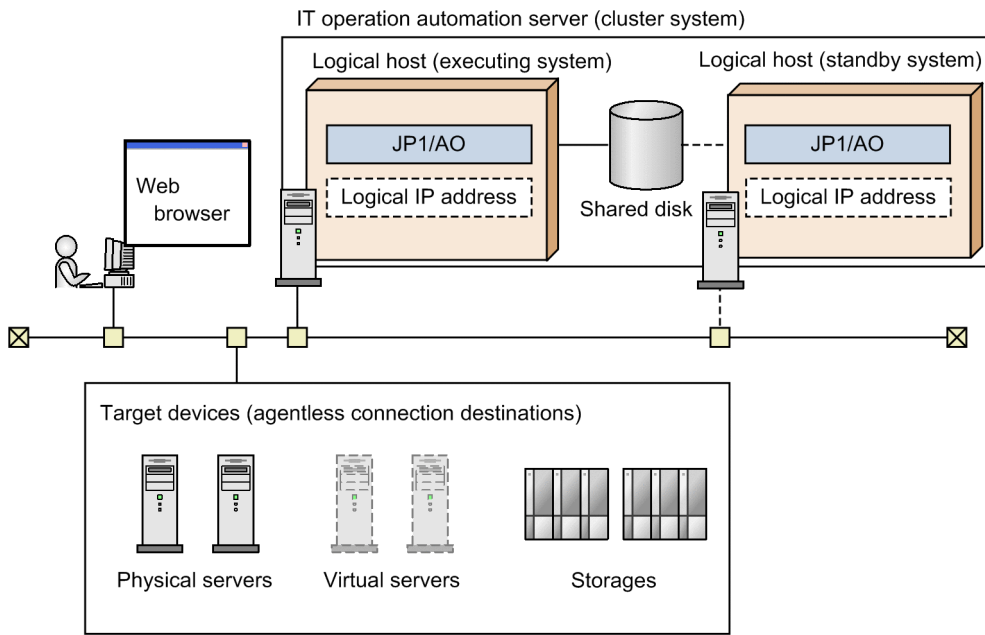 IT operation automation server (cluster system)
Logical host (executing system)
Logical host (standby system)
JP1/AO
JP1/AO
Logical IP address
Logical IP address
Shared disk
Web
browser
Target devices (agentless connection destinations)
Physical servers
Virtual servers
Storages